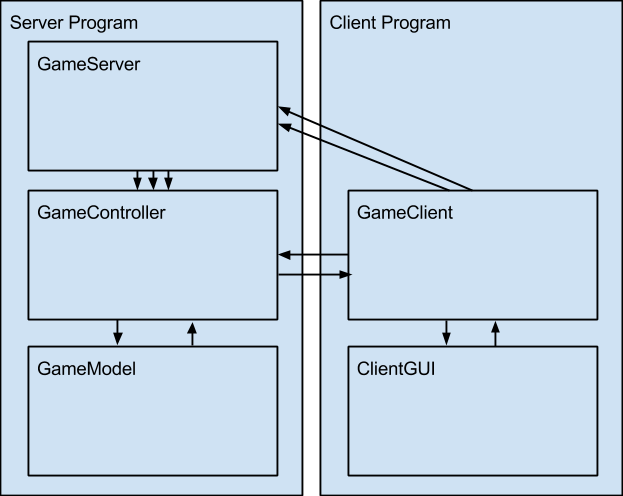 Server Program
GameServer
GameController
GameModel
Client Program
GameClient
ClientGUI